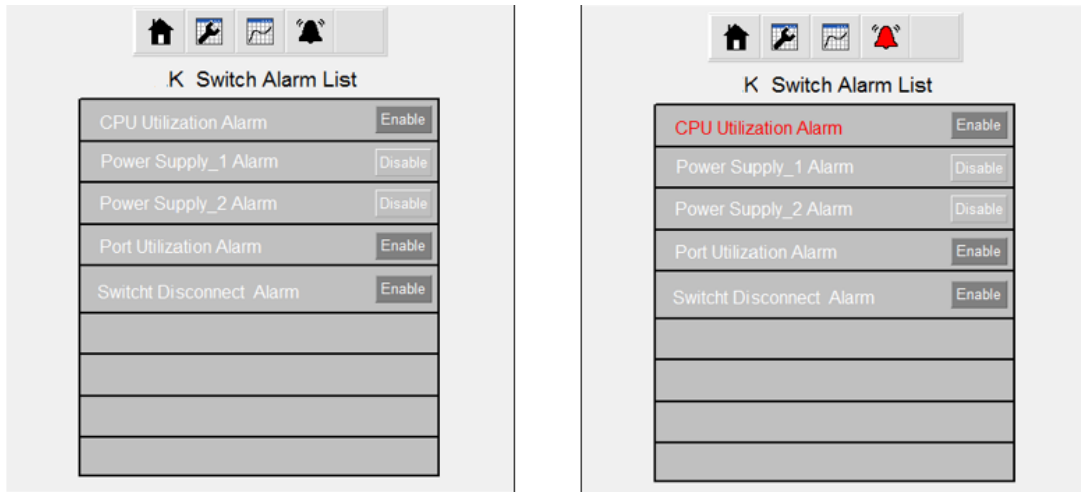 K Switch Alarm List
CPU Utilization Alarm Enable
Power Supply_1 Alarm Disable
Power Supply_2 Alarm Disable
Port Utilization Alarm Enable
Switcht Disconnect Alarm Enable
K Switch Alarm List
CPU Utilization Alarm Enable
Power Supply_1 Alarm Disable
Power Supply_2 Alarm Disable
Port Utilization Alarm Enable
Switcht Disconnect Alarm Enable